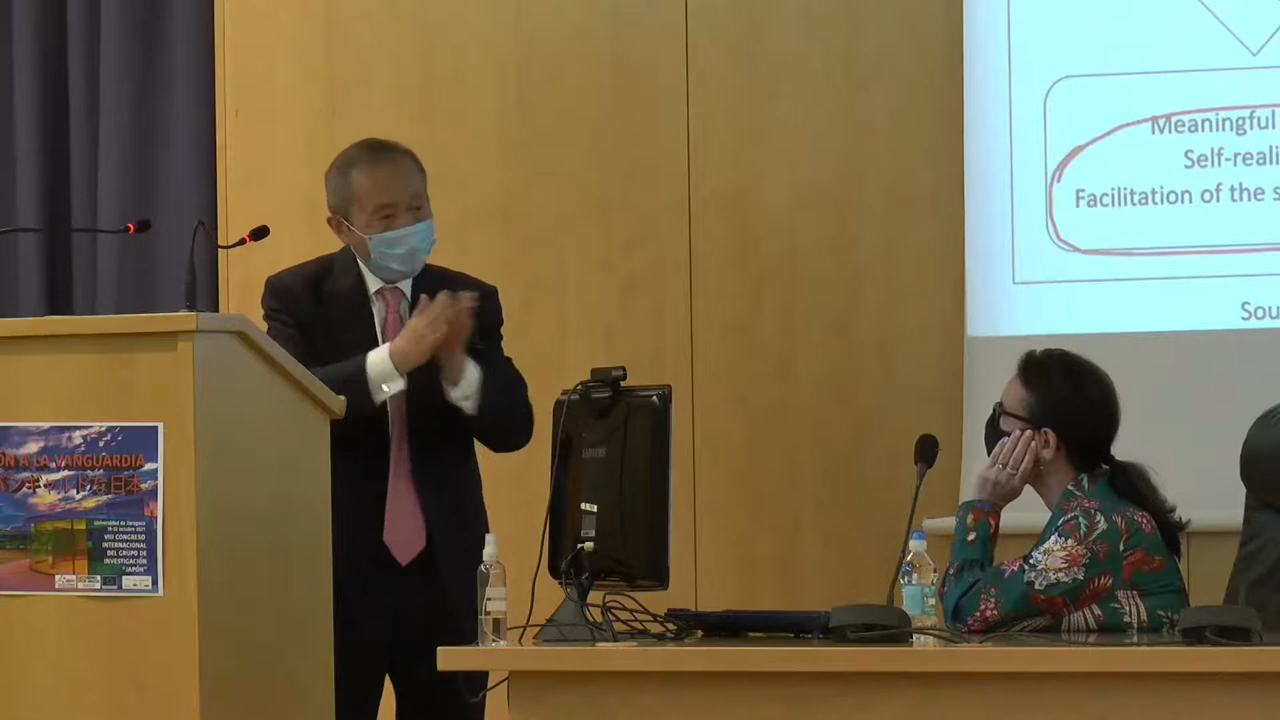 ÓN A LA VANGUARDIA
バンギャルドな日本
Universidad de Zaragoza
VIII CONGRESO
INTERNACIONAL
DEL GRUPO DE
INVESTIGACIÓN
"JAPÓN"
Meaningful
Self-reali
Facilitation of the s
Sou